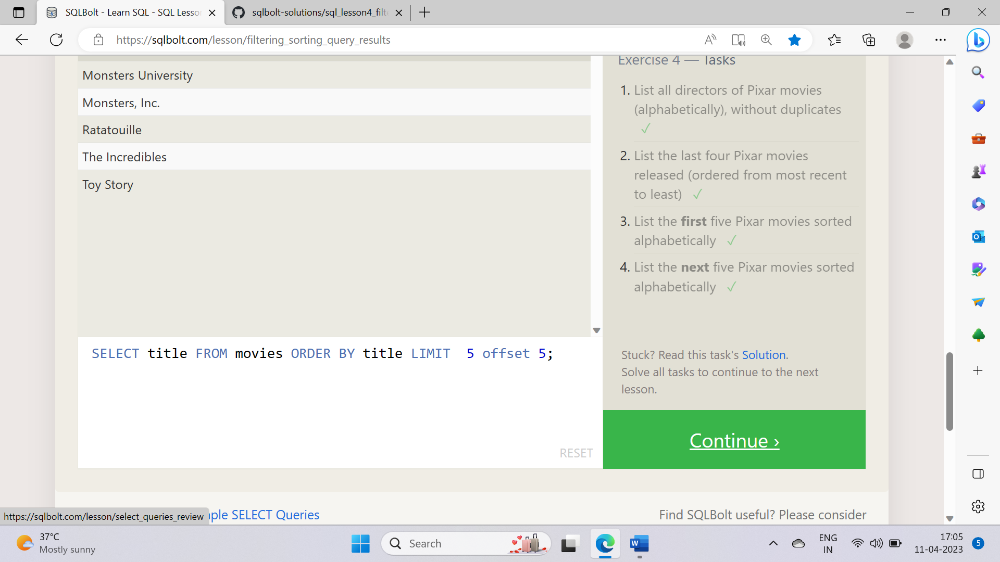 SQLBolt - Learn SQL - SQL Lesso
sqlbolt-solutions/sql_lesson4_filt
https://sqlbolt.com/lesson/filtering_sorting_query_results
Exercise 4 — Tasks
Monsters University
Monsters, Inc.
Ratatouille
The Incredibles
Toy Story
1. List all directors of Pixar movies
(alphabetically), without duplicates
✓
2. List the last four Pixar movies
released (ordered from most recent
to least) ✓
3. List the first five Pixar movies sorted
alphabetically ✓
4. List the next five Pixar movies sorted
alphabetically ✓
SELECT title FROM movies ORDER BY title LIMIT  5 offset 5;
RESET
Stuck? Read this task's Solution.
Solve all tasks to continue to the next
lesson.
Continue ›
https://sqlbolt.com/lesson/select_queries_review
ple SELECT Queries
Find SQLBolt useful? Please consider
37°C
Mostly sunny
Search
ENG
IN
17:05
11-04-2023
5